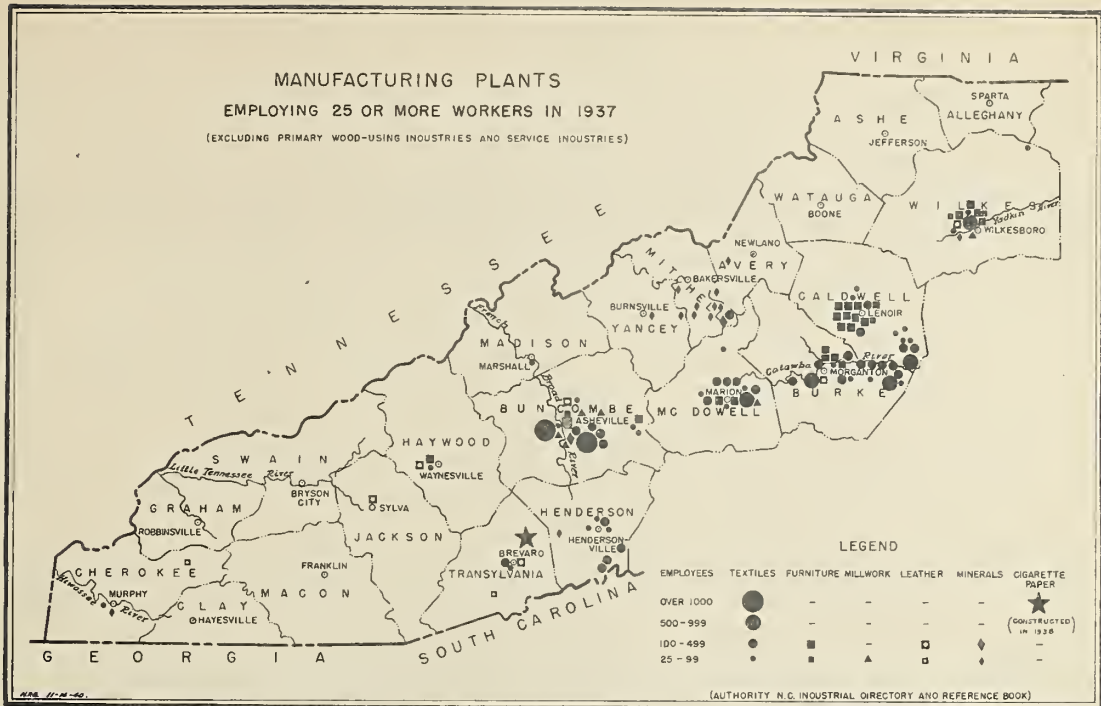 MANUFACTURING PLANTS
EMPLOYING 25 OR MORE WORKERS IN 1937
(EXCLUDING PRIMARY WOOD-USING INDUSTRIES AND SERVICE INDUSTRIES)
VIRGINIA
TENNESSEE
GEORGIA
SOUTH CAROLINA
ASHE
JEFFERSON
SPARTA
ALLEGHANY
WATAUGA
BOONE
WILKES
Yadkin River
WILKESBORO
NEWLAND
AVERY
MITCHELL
BAKERSVILLE
BURNSVILLE
YANCEY
CALDWELL
LENOIR
Catawba River
MORGANTON
BURKE
MARION
MC DOWELL
MADISON
MARSHALL
French Broad River
BUNCOMBE
ASHEVILLE
HAYWOOD
WAYNESVILLE
SWAIN
Little Tennessee River
BRYSON
CITY
GRAHAM
ROBBINSVILLE
SYLVA
JACKSON
HENDERSON
HENDERSON
VILLE
BREVARD
TRANSYLVANIA
CHEROKEE
Hiwassee River
MURPHY
CLAY
HAYESVILLE
MACON
FRANKLIN
LEGEND
EMPLOYEES TEXTILES FURNITURE MILLWORK LEATHER MINERALS CIGARETTE
PAPER
OVER 1000 – – – –
500-999 – – – –
(CONSTRUCTED
IN 1938)
100-499 – –
25-99 –
(AUTHORITY N.C. INDUSTRIAL DIRECTORY AND REFERENCE BOOK)